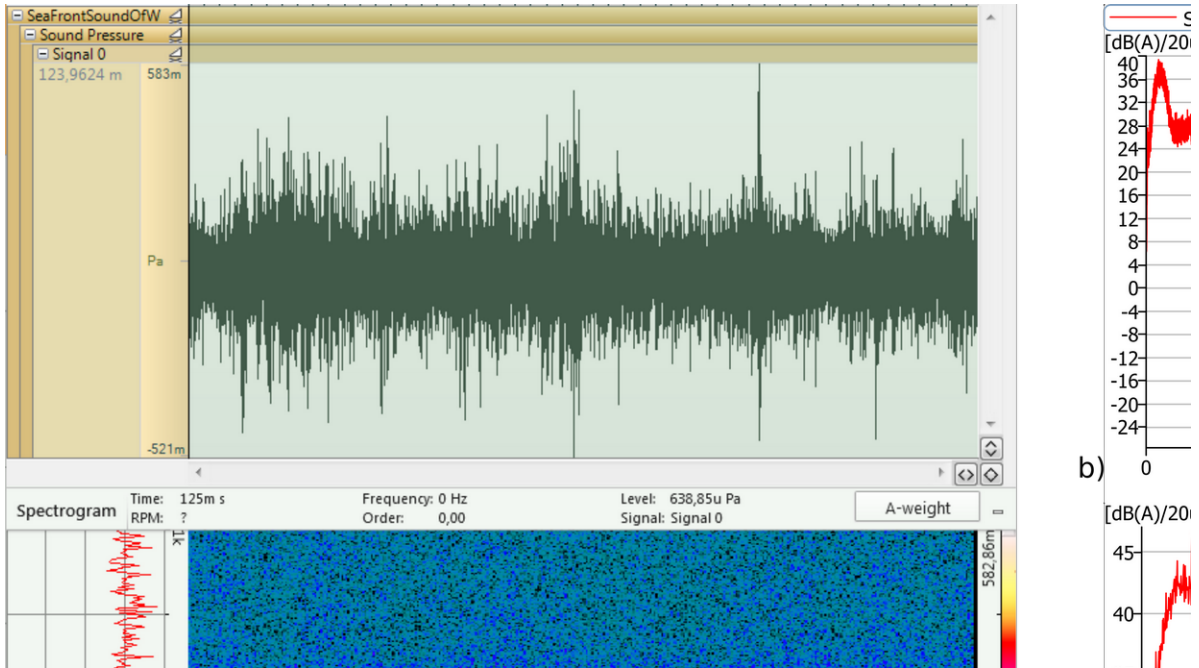 SeaFrontSoundOfW
Sound Pressure
Signal 0
123,9624 m 583m
Pa
-521m
Spectrogram
Time: 125m s Frequency: 0 Hz Level: 638,85u Pa
RPM: ? Order: 0,00 Signal: Signal 0
A-weight
1k
582,86m
S
[dB(A)/20
40
36
32
28
24
20
16
12
8
4
0
-4
-8
-12
-16
-20
-24
b) 0
[dB(A)/20
45
40